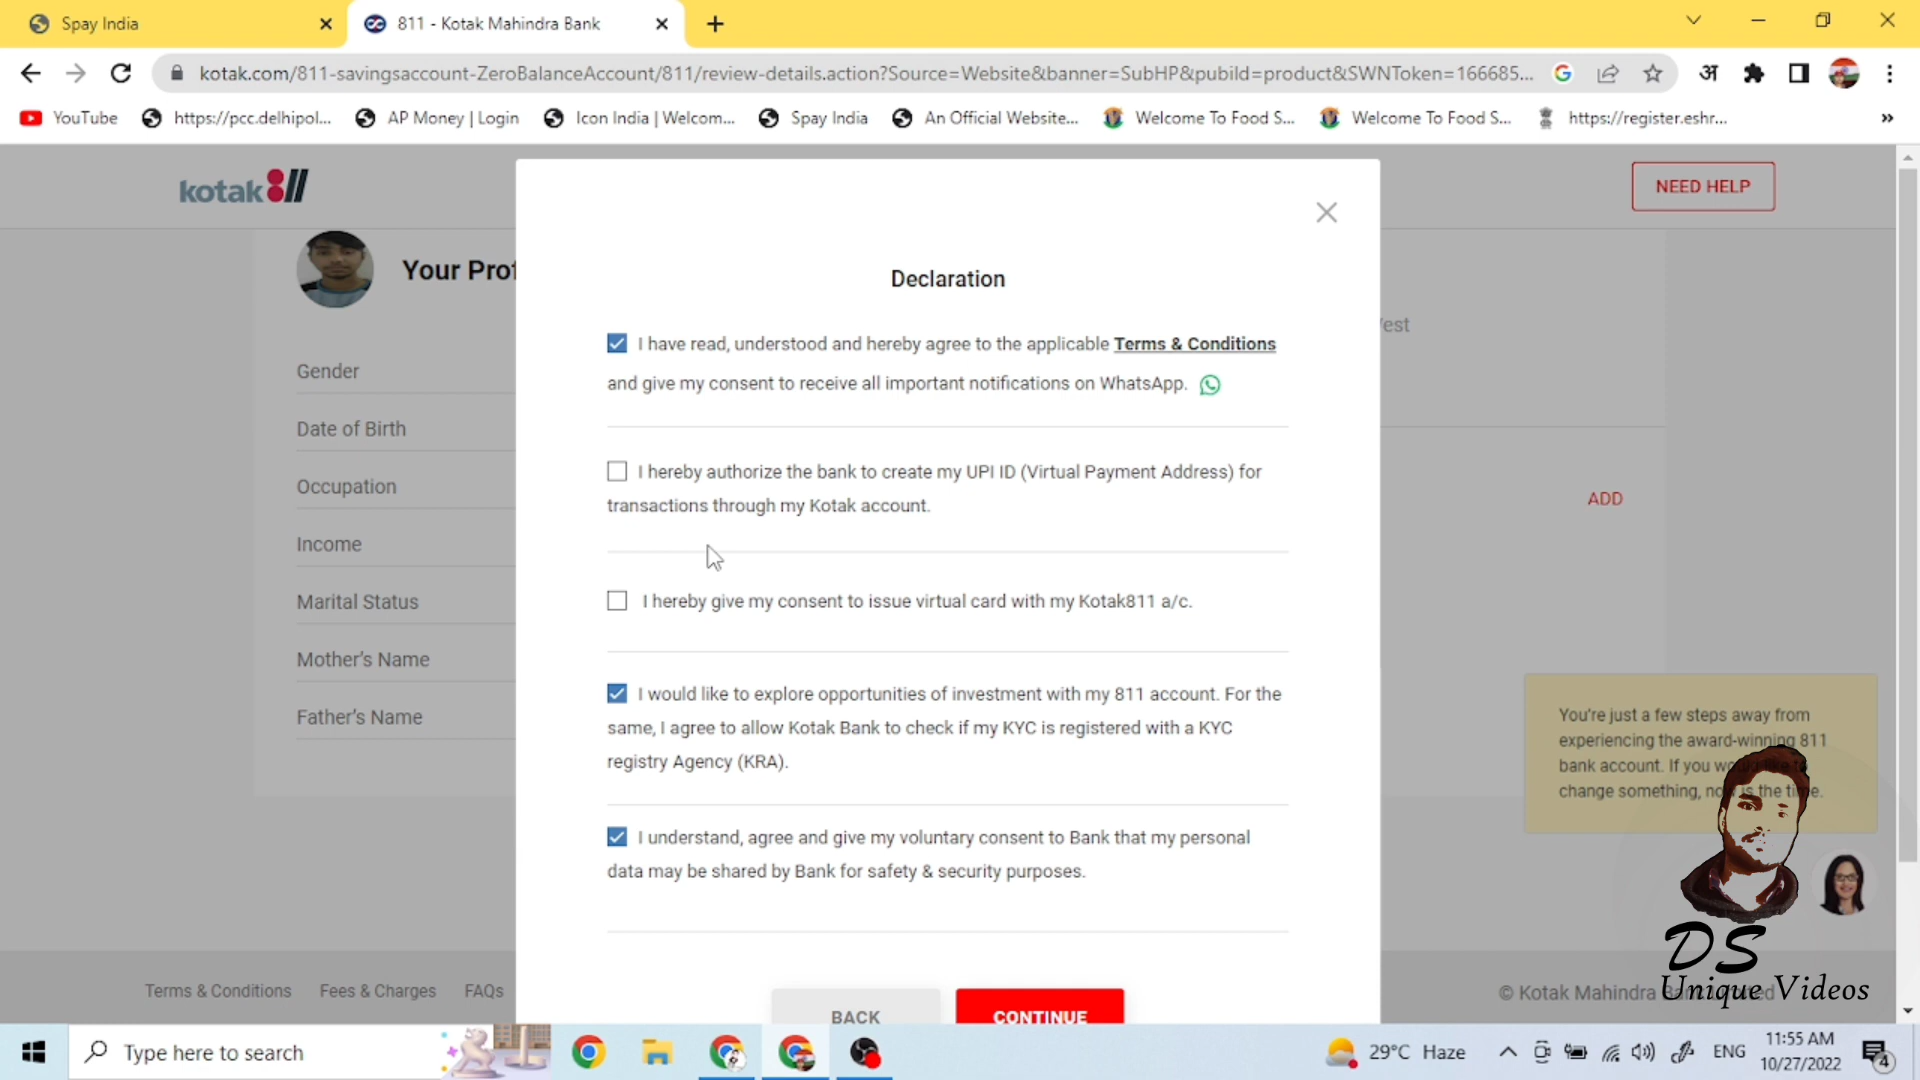 Spay India
811 - Kotak Mahindra Bank
kotak.com/811-savingsaccount-ZeroBalanceAccount/811/review-details.action?Source=Website&banner=SubHP&pubild=product&SWNToken=166685...
अ
YouTube
https://pcc.delhipol...
AP Money | Login
Icon India | Welcom...
Spay India
An Official Website...
Welcome To Food S...
Welcome To Food S...
https://register.eshr...
»
kotak811
NEED HELP
Your Prof
Gender
Date of Birth
Occupation
Income
Marital Status
Mother's Name
Father's Name
ADD
Declaration
I have read, understood and hereby agree to the applicable Terms & Conditions
and give my consent to receive all important notifications on WhatsApp.
I hereby authorize the bank to create my UPI ID (Virtual Payment Address) for
transactions through my Kotak account.
I hereby give my consent to issue virtual card with my Kotak811 a/c.
I would like to explore opportunities of investment with my 811 account. For the
same, I agree to allow Kotak Bank to check if my KYC is registered with a KYC
registry Agency (KRA).
I understand, agree and give my voluntary consent to Bank that my personal
data may be shared by Bank for safety & security purposes.
BACK
CONTINUE
You're just a few steps away from
experiencing the award-winning 811
bank account. If you
change something, is the time.
DS
Unique Videos
Terms & Conditions
Fees & Charges
FAQs
© Kotak Mahindra
Type here to search
29°C Haze
ENG
11:55 AM
10/27/2022
4